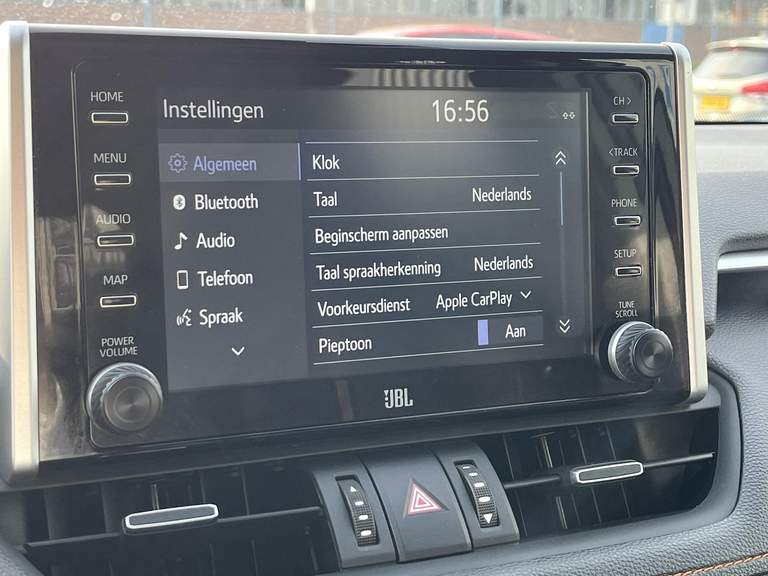 HOME
MENU
AUDIO
MAP
POWER
VOLUME
Instellingen
16:56
Algemeen
Bluetooth
Audio
Telefoon
Spraak
Klok
Taal Nederlands
Beginscherm aanpassen
Taal spraakherkenning Nederlands
Voorkeursdienst Apple CarPlay
Pieptoon Aan
CH >
< TRACK
PHONE
SETUP
TUNE
SCROLL
JBL